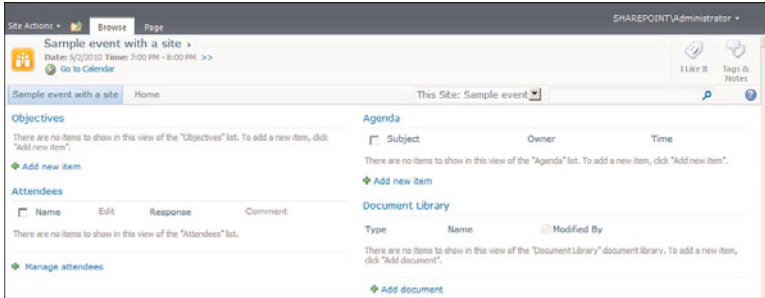 SHAREPOINT\Administrator
Site Actions
Browse
Page
Sample event with a site
Date: 5/2/2010 Time: 7:00 PM - 8:00 PM >>
Go to Calendar
I Like It
Tags & Notes
Sample event with a site
Home
This Site: Sample event
Objectives
There are no items to show in this view of the "Objectives" list. To add a new item, click
"Add new item".
Add new item
Attendees
Name Edit Response Comment
There are no items to show in this view of the "Attendees" list.
Manage attendees
Agenda
Subject Owner Time
There are no items to show in this view of the "Agenda" list. To add a new item, click "Add new item".
Add new item
Document Library
Type Name Modified By
There are no items to show in this view of the "Document Library" document library. To add a new item,
click "Add document".
Add document